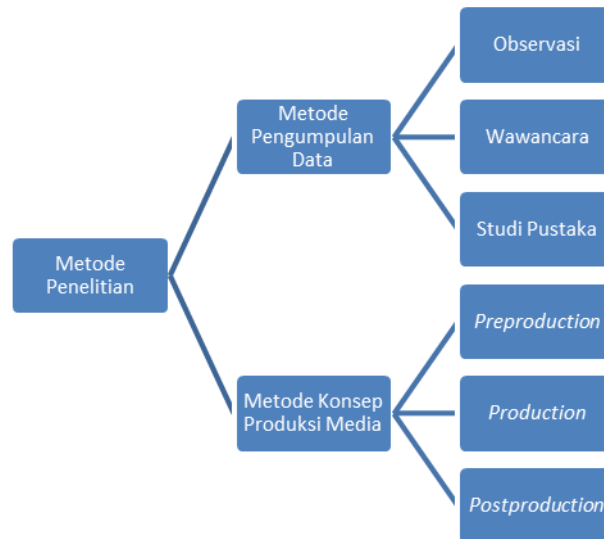 Metode
Penelitian
Metode
Pengumpulan
Data
Observasi
Wawancara
Studi Pustaka
Metode Konsep
Produksi Media
Preproduction
Production
Postproduction